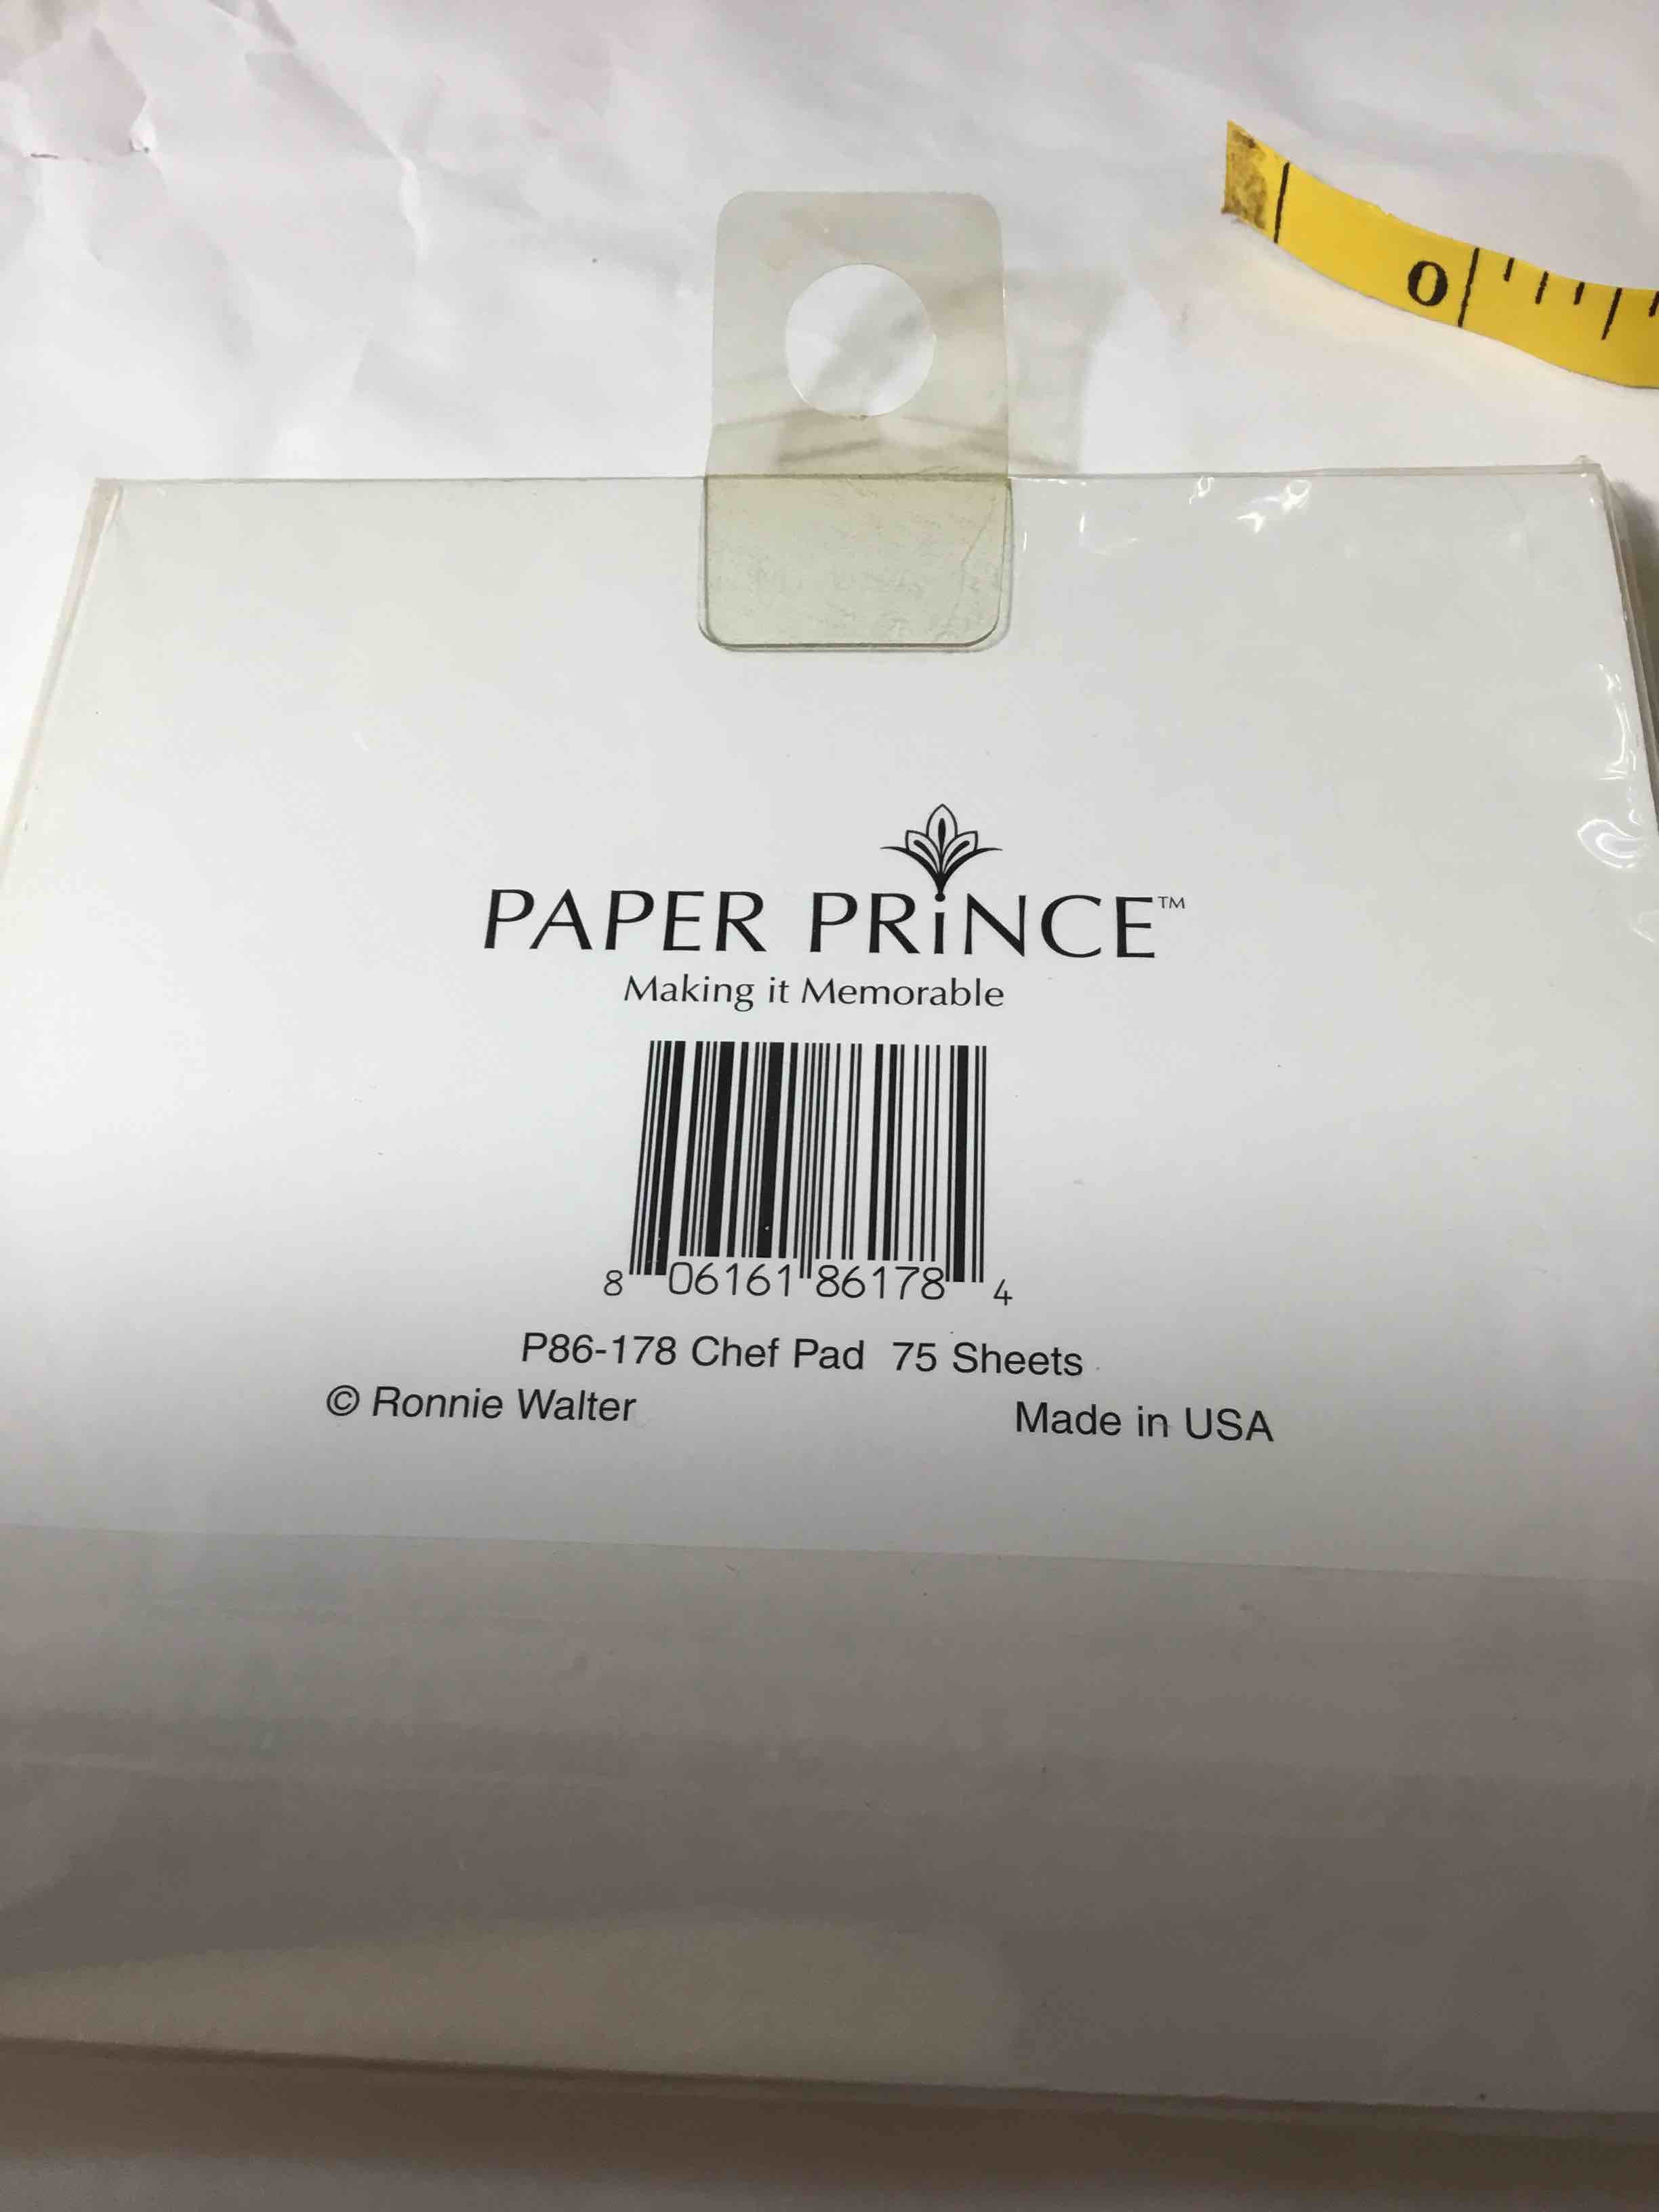 0
PAPER PRiNCE™
Making it Memorable
8 06161 86178 4
P86-178 Chef Pad 75 Sheets
© Ronnie Walter Made in USA